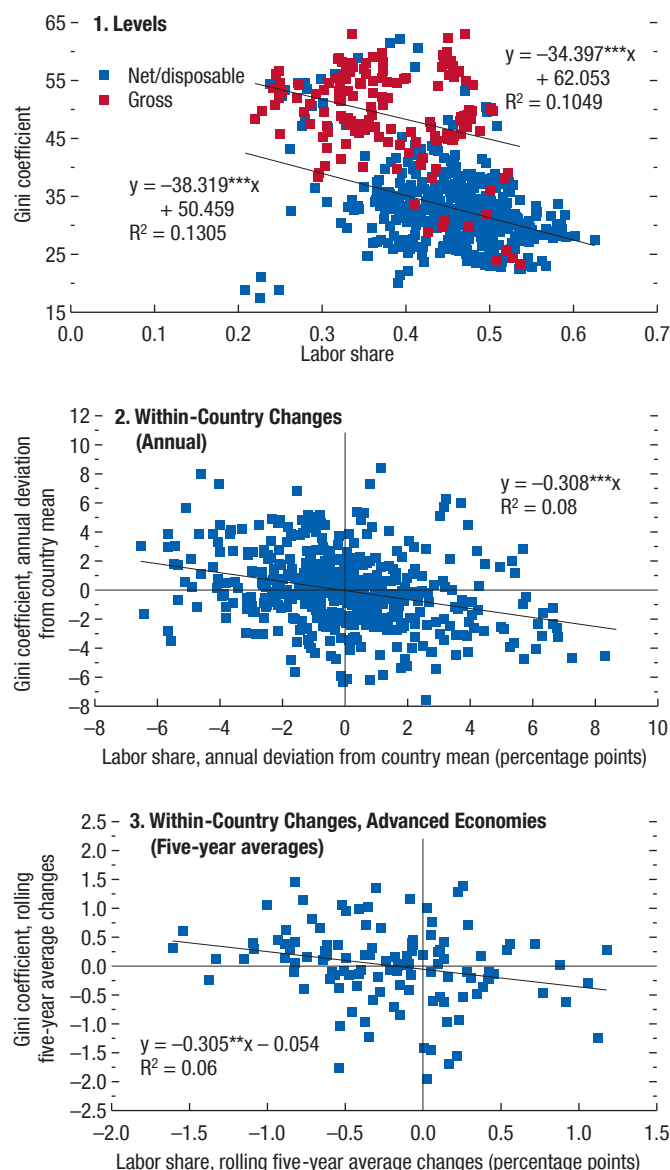 1. Levels
65
55
45
35
25
15
Gini coefficient
Net/disposable
Gross
y = –34.397***x
+ 62.053
R² = 0.1049
y = –38.319***x
+ 50.459
R² = 0.1305
0.0 0.1 0.2 0.3 0.4 0.5 0.6 0.7
Labor share
2. Within-Country Changes
(Annual)
12
10
8
6
4
2
0
–2
–4
–6
–8
Gini coefficient, annual deviation
from country mean
y = –0.308***x
R² = 0.08
–8 –6 –4 –2 0 2 4 6 8 10
Labor share, annual deviation from country mean (percentage points)
3. Within-Country Changes, Advanced Economies
(Five-year averages)
2.5
2.0
1.5
1.0
0.5
0.0
–0.5
–1.0
–1.5
–2.0
–2.5
Gini coefficient, rolling
five-year average changes
y = –0.305**x – 0.054
R² = 0.06
–2.0 –1.5 –1.0 –0.5 0.0 0.5 1.0 1.5
Labor share, rolling five-year average changes (percentage points)